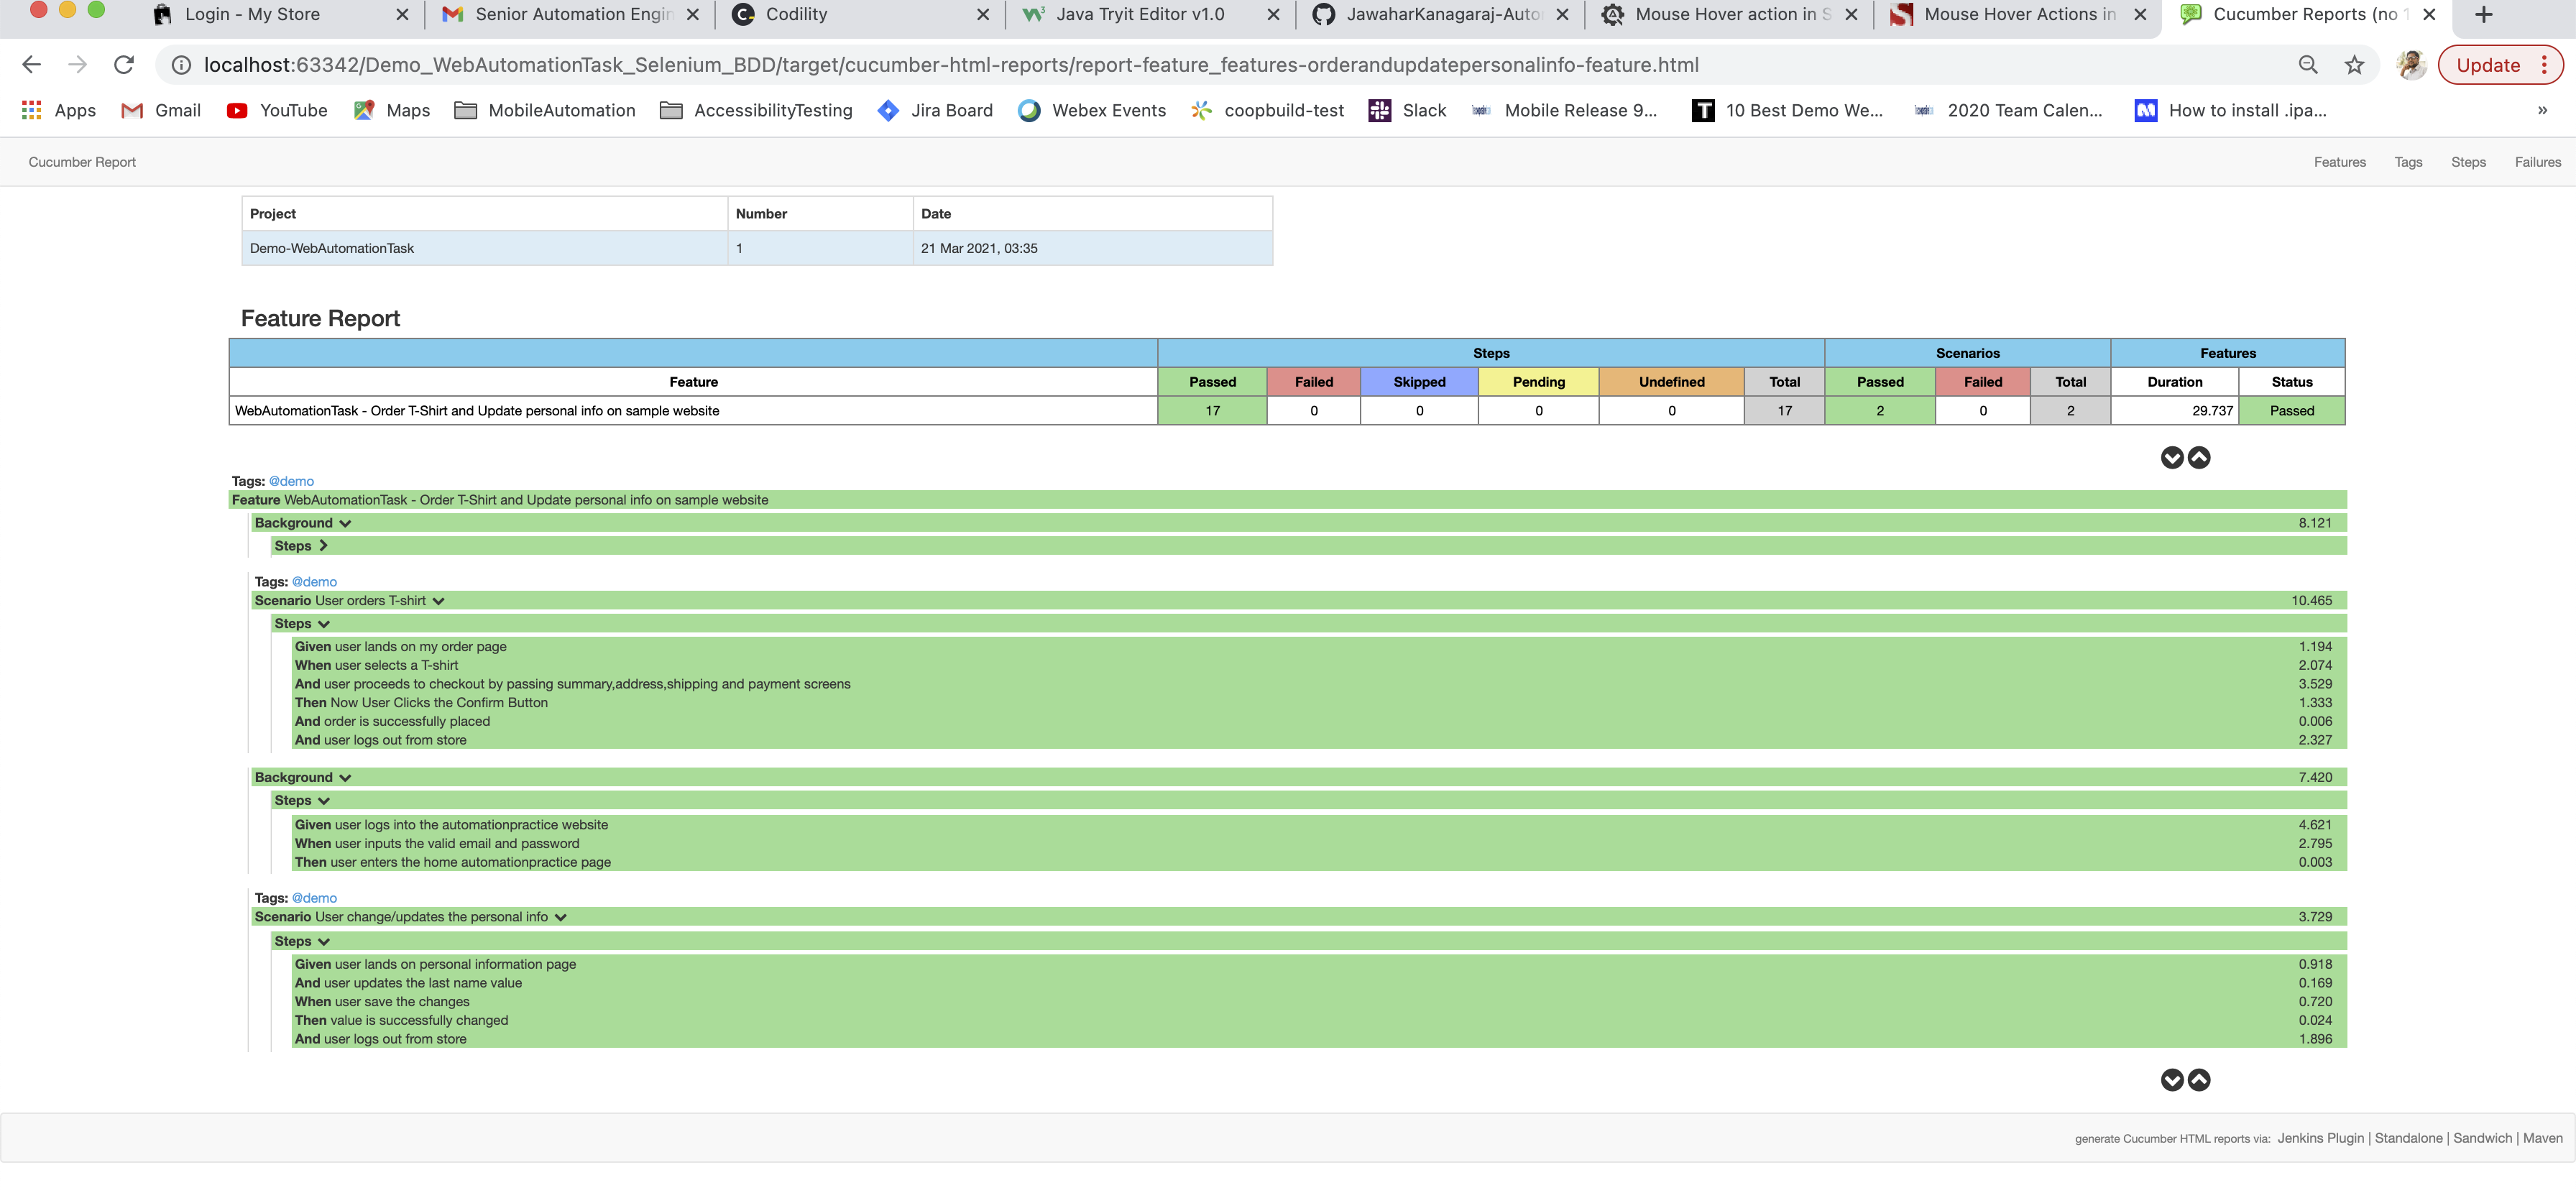 Login - My Store
Senior Automation Engin
Codility
Java Tryit Editor v1.0
JawaharKanagaraj-Auto
Mouse Hover action in S
Mouse Hover Actions in
Cucumber Reports (no 1
localhost:63342/Demo_WebAutomationTask_Selenium_BDD/target/cucumber-html-reports/report-feature_features-orderandupdatepersonalinfo-feature.html
Update
Apps Gmail YouTube Maps MobileAutomation AccessibilityTesting Jira Board Webex Events coopbuild-test Slack Mobile Release 9... 10 Best Demo We... 2020 Team Calen... How to install .ipa... »
Cucumber Report Features Tags Steps Failures
Project Number Date
Demo-WebAutomationTask 1 21 Mar 2021, 03:35
Feature Report
Steps Scenarios Features
Feature Passed Failed Skipped Pending Undefined Total Passed Failed Total Duration Status
WebAutomationTask - Order T-Shirt and Update personal info on sample website 17 0 0 0 0 17 2 0 2 29.737 Passed
Tags: @demo
Feature WebAutomationTask - Order T-Shirt and Update personal info on sample website
Background 8.121
Steps
Tags: @demo
Scenario User orders T-shirt 10.465
Steps
Given user lands on my order page 1.194
When user selects a T-shirt 2.074
And user proceeds to checkout by passing summary,address,shipping and payment screens 3.529
Then Now User Clicks the Confirm Button 1.333
And order is successfully placed 0.006
And user logs out from store 2.327
Background 7.420
Steps
Given user logs into the automationpractice website 4.621
When user inputs the valid email and password 2.795
Then user enters the home automationpractice page 0.003
Tags: @demo
Scenario User change/updates the personal info 3.729
Steps
Given user lands on personal information page 0.918
And user updates the last name value 0.169
When user save the changes 0.720
Then value is successfully changed 0.024
And user logs out from store 1.896
generate Cucumber HTML reports via: Jenkins Plugin | Standalone | Sandwich | Maven